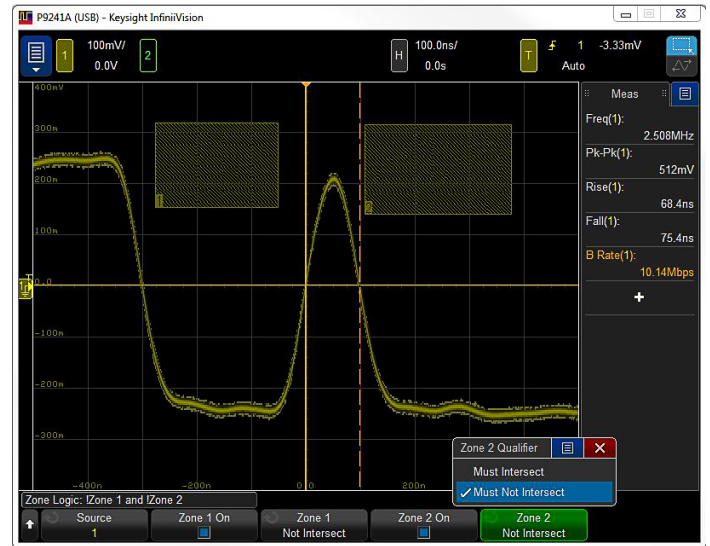 P9241A (USB) - Keysight InfiniiVision
1
100mV/
0.0V
2
H
100.0ns/
0.0s
T
1
-3.33mV
Auto
Meas
Freq(1):
2.508MHz
Pk-Pk(1):
512mV
Rise(1):
68.4ns
Fall(1):
75.4ns
B Rate(1):
10.14Mbps
+
400mV
300m
200m
100m
0.0
-100m
-200m
-300m
-400n
-200n
0.0
200n
1
2
T
1
Zone 2 Qualifier
Must Intersect
Must Not Intersect
Zone Logic: !Zone 1 and !Zone 2
Source
1
Zone 1 On
Zone 1
Not Intersect
Zone 2 On
Zone 2
Not Intersect